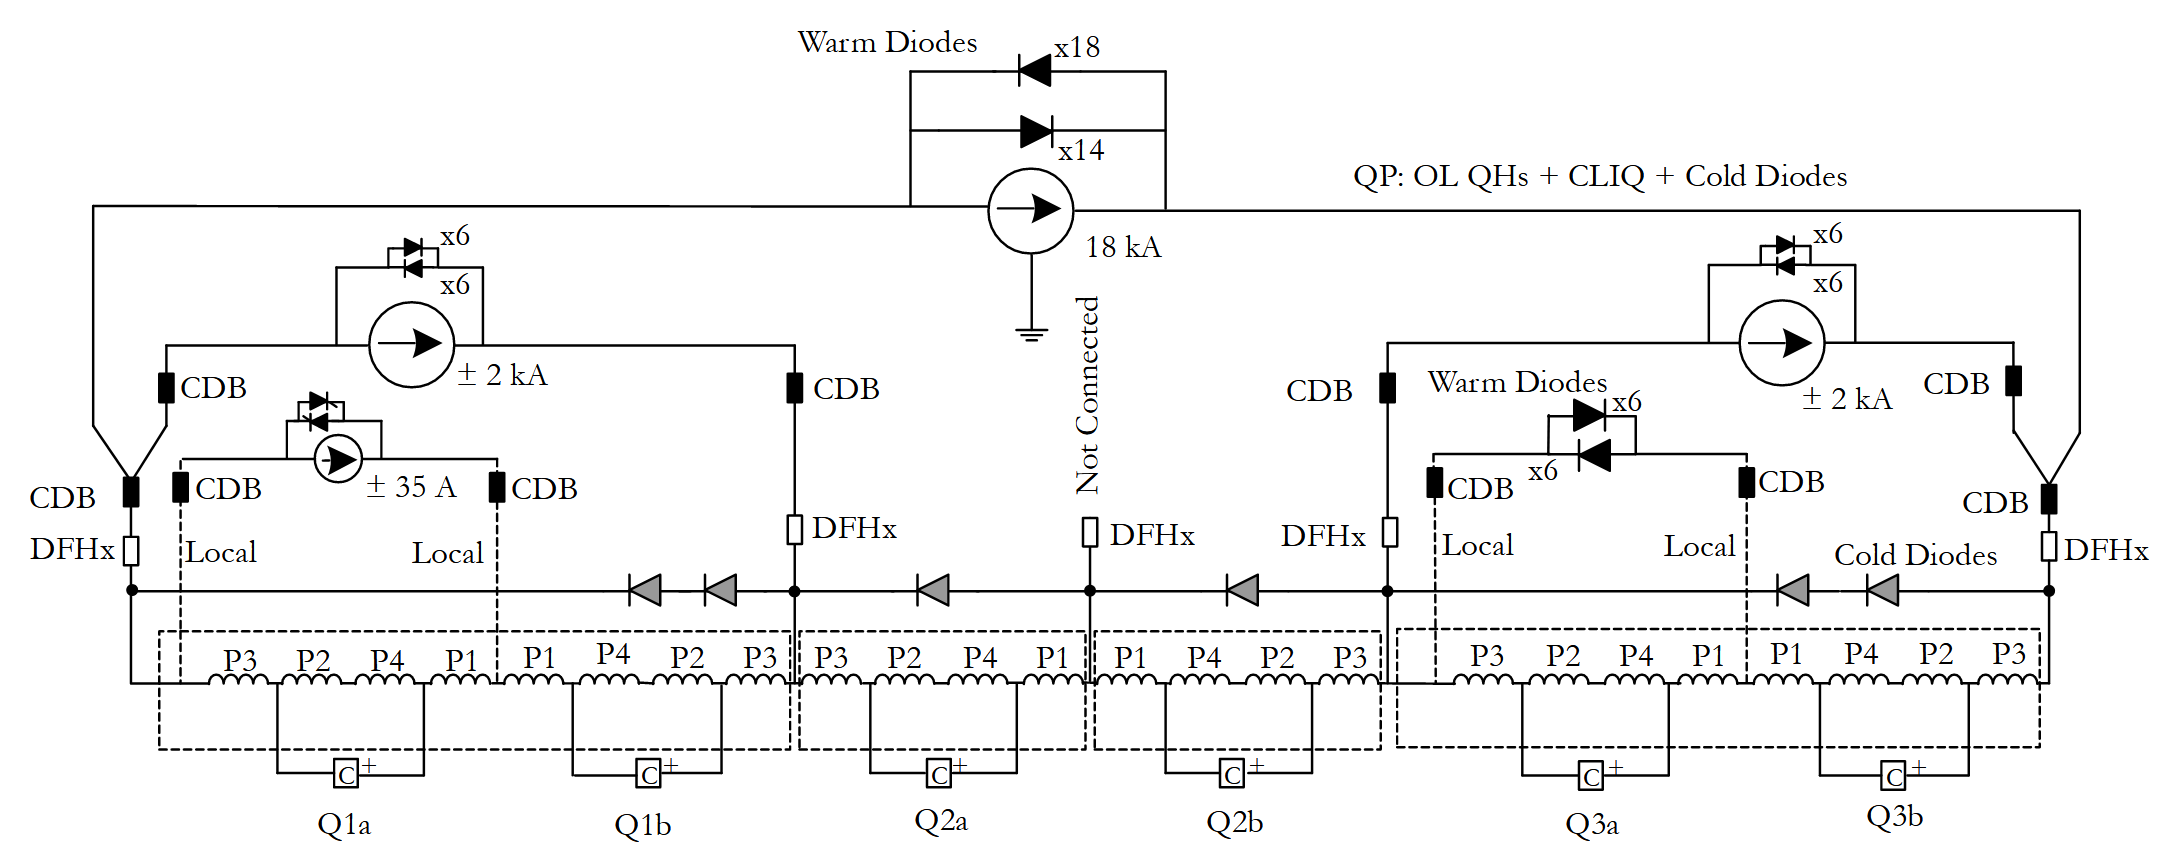 Warm Diodes
x18
x14
QP: OL QHs + CLIQ + Cold Diodes
18 kA
x6
x6
± 2 kA
x6
x6
± 2 kA
Not Connected
CDB
CDB
CDB
CDB
Warm Diodes
x6
x6
± 35 A
CDB
CDB
CDB
CDB
CDB
CDB
DFHx
Local
Local
DFHx
DFHx
DFHx
Local
Local
Cold Diodes
DFHx
P3 P2 P4 P1 P1 P4 P2 P3 P3 P2 P4 P1 P1 P4 P2 P3 P3 P2 P4 P1 P1 P4 P2 P3
C + C + C + C + C + C +
Q1a Q1b Q2a Q2b Q3a Q3b